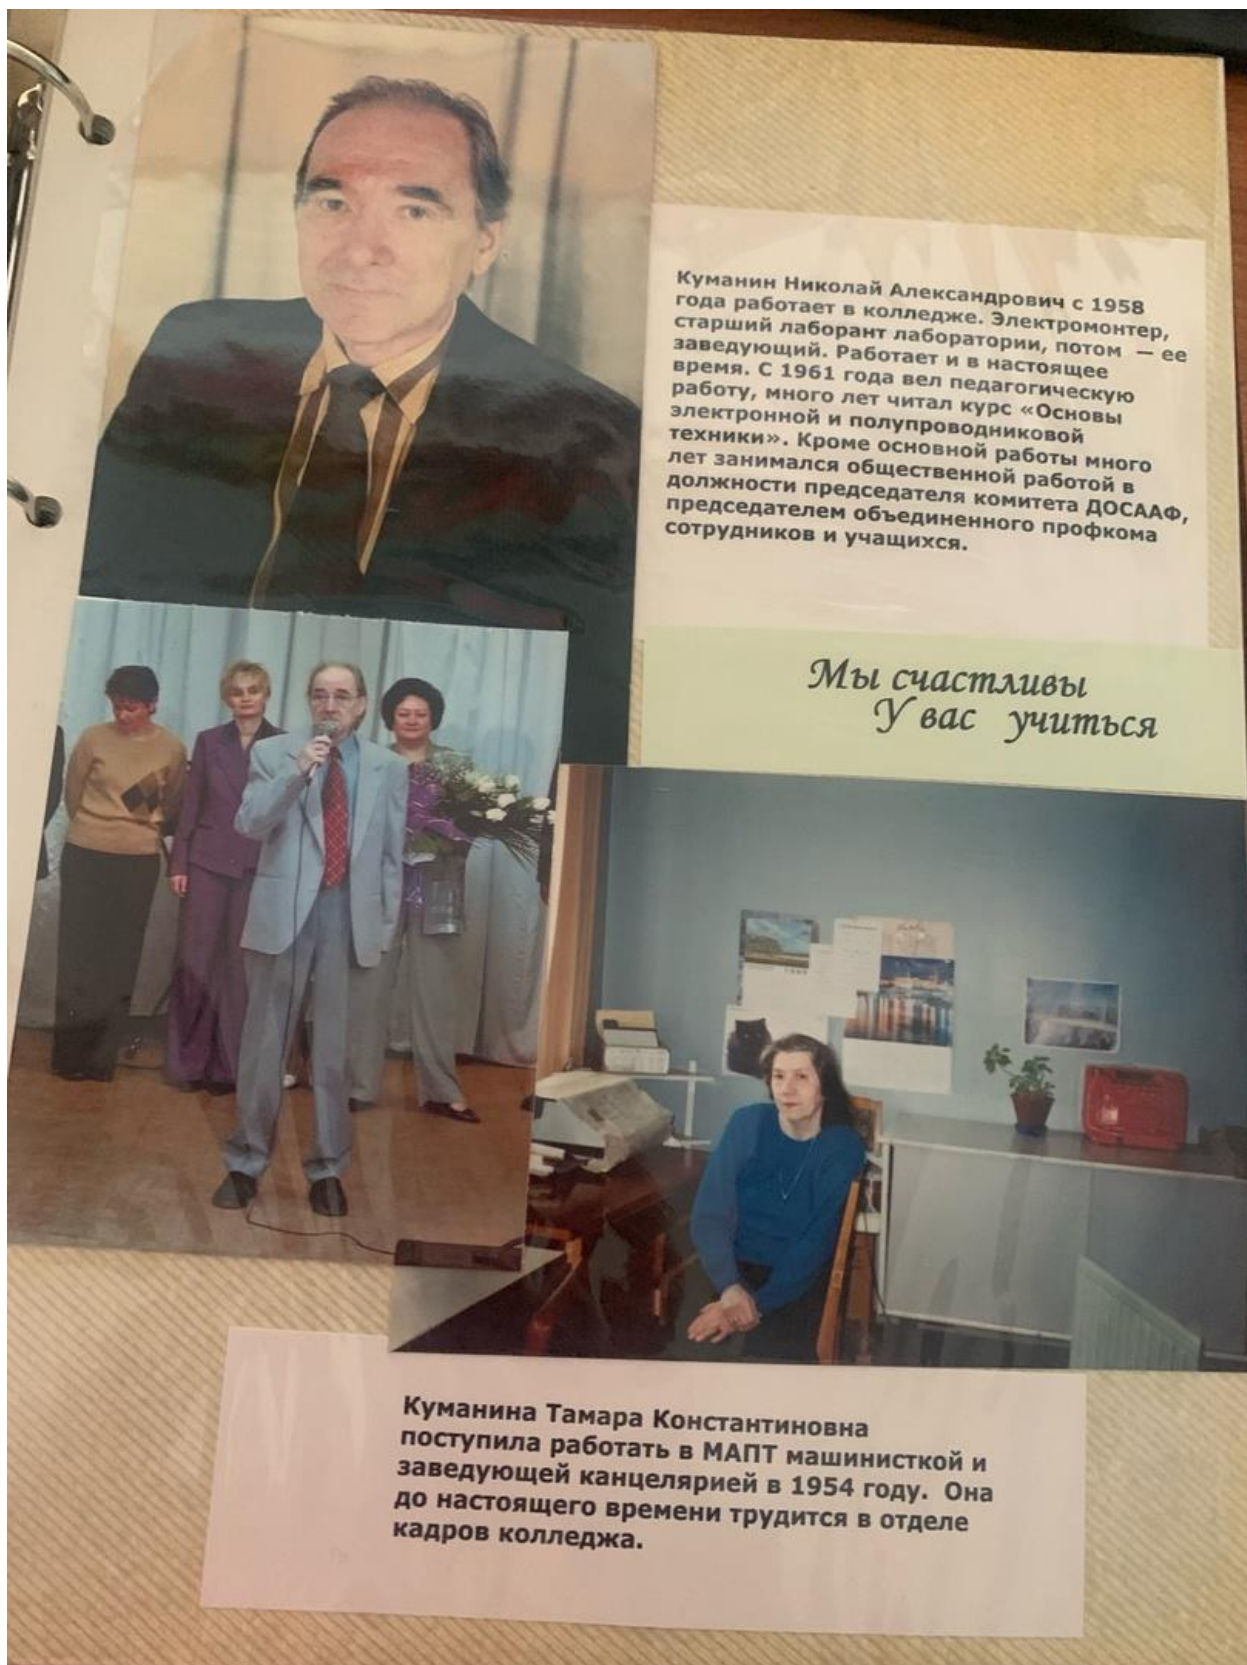 Куманин Николай Александрович с 1958
года работает в колледже. Электромонтер,
старший лаборант лаборатории, потом — ее
заведующий. Работает и в настоящее
время. С 1961 года вел педагогическую
работу, много лет читал курс «Основы
электронной и полупроводниковой
техники». Кроме основной работы много
лет занимался общественной работой в
должности председателя комитета ДОСААФ,
председателем объединенного профкома
сотрудников и учащихся.
Мы счастливы
У вас учиться
Куманина Тамара Константиновна
поступила работать в МАПТ машинисткой и
заведующей канцелярией в 1954 году. Она
до настоящего времени трудится в отделе
кадров колледжа.